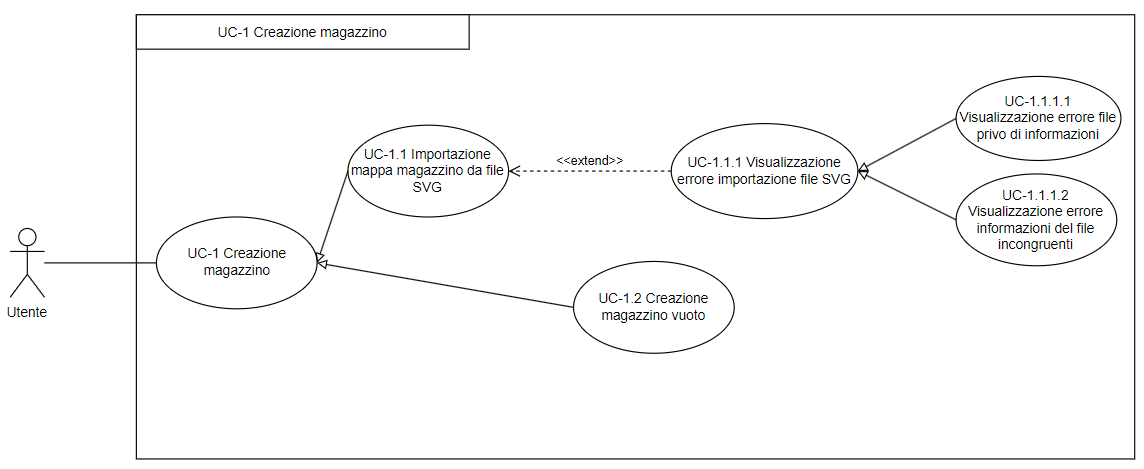 UC-1 Creazione magazzino
UC-1.1.1.1
Visualizzazione errore file
privo di informazioni
UC-1.1 Importazione
mappa magazzino da file
SVG
<<extend>>
UC-1.1.1 Visualizzazione
errore importazione file SVG
UC-1.1.1.2
Visualizzazione errore
informazioni del file
incongruenti
UC-1 Creazione
magazzino
Utente
UC-1.2 Creazione
magazzino vuoto